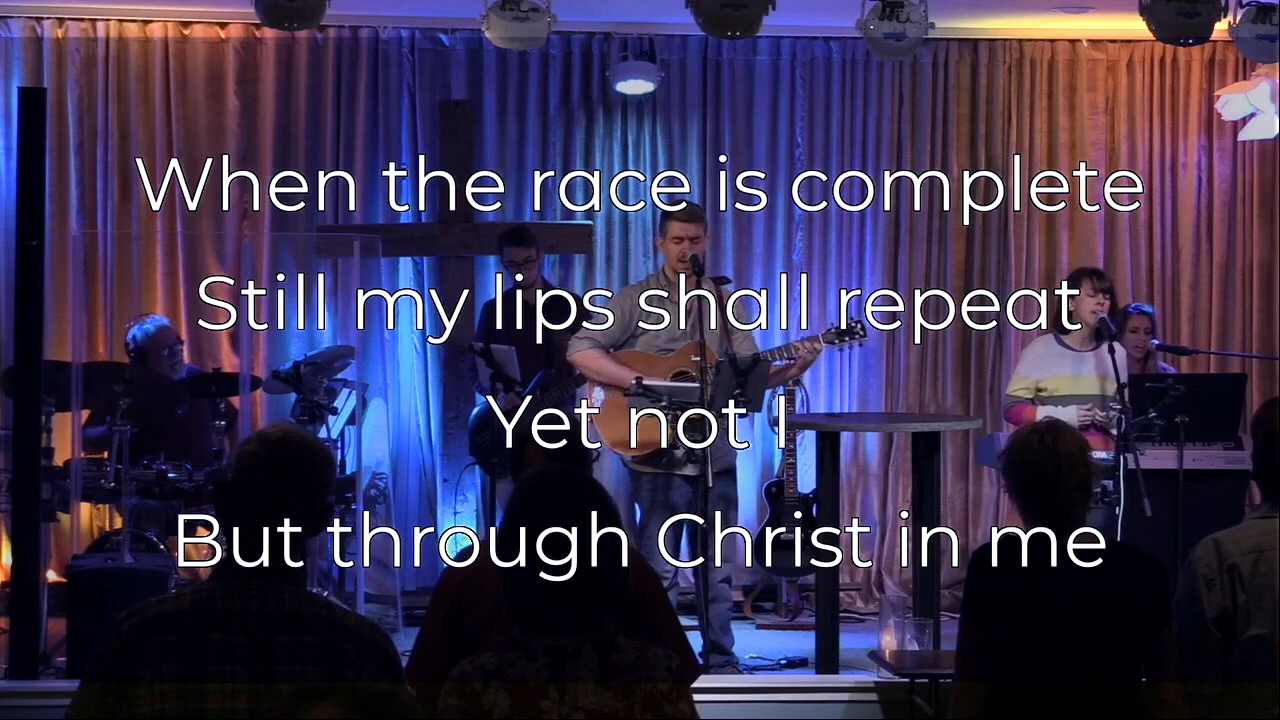 When the race is complete
Still my lips shall repeat
Yet not I
But through Christ in me